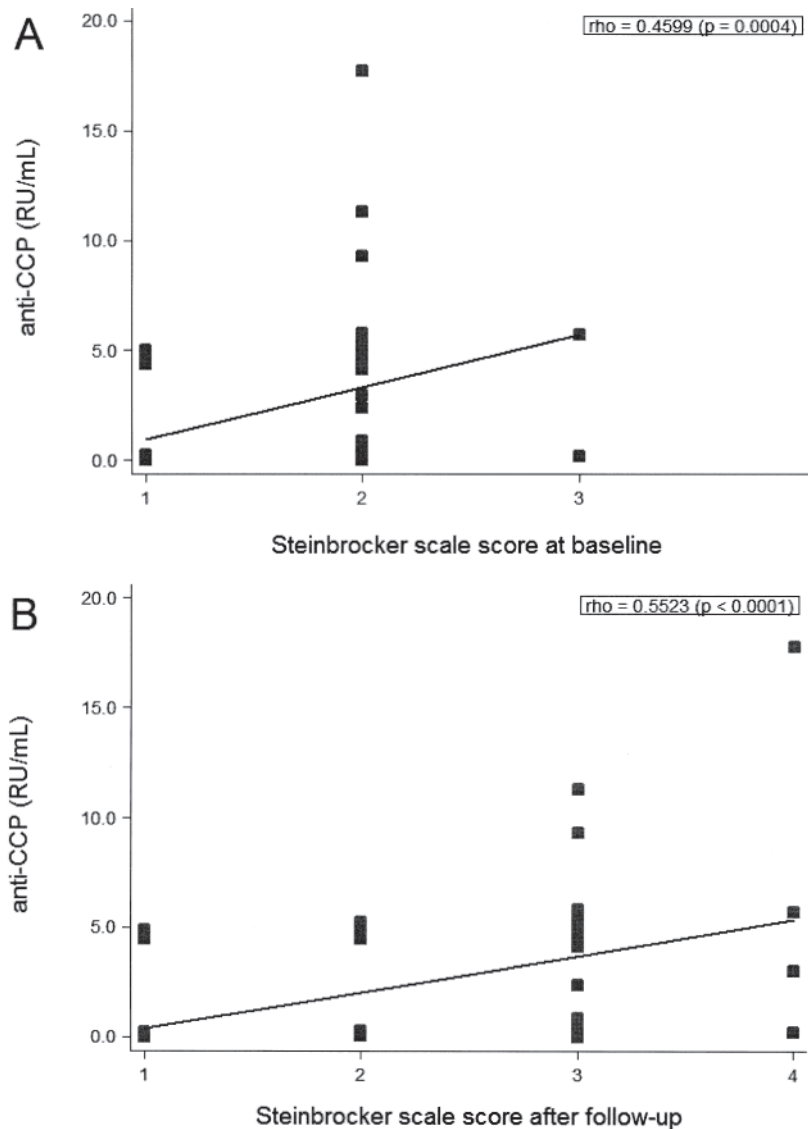 A
rho = 0.4599 (p = 0.0004)
anti-CCP (RU/mL)
20.0
15.0
10.0
5.0
0.0
1 2 3
Steinbrocker scale score at baseline
B
rho = 0.5523 (p < 0.0001)
anti-CCP (RU/mL)
20.0
15.0
10.0
5.0
0.0
1 2 3 4
Steinbrocker scale score after follow-up